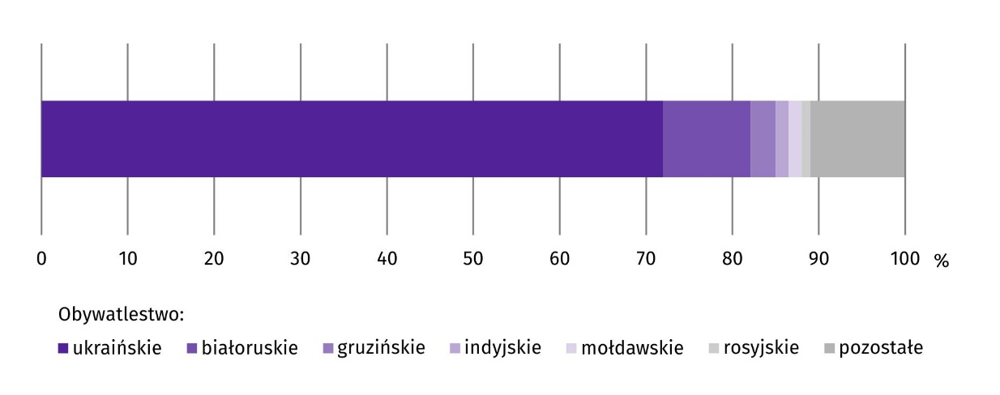 0 10 20 30 40 50 60 70 80 90 100 %
Obywatlestwo:
ukraińskie białoruskie gruzińskie indyjskie mołdawskie rosyjskie pozostałe